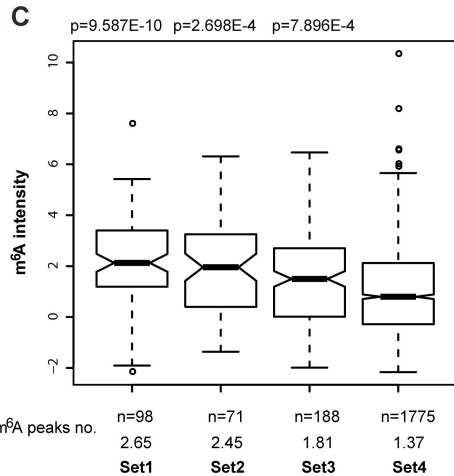 C
p=9.587E-10 p=2.698E-4 p=7.896E-4
10
8
6
4
2
0
−2
m⁶A intensity
n=98 n=71 n=188 n=1775
m⁶A peaks no. 2.65 2.45 1.81 1.37
Set1 Set2 Set3 Set4